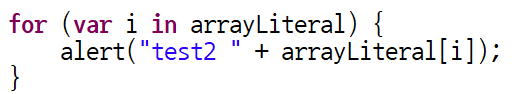 for (var i in arrayLiteral) {
    alert("test2 " + arrayLiteral[i]);
}